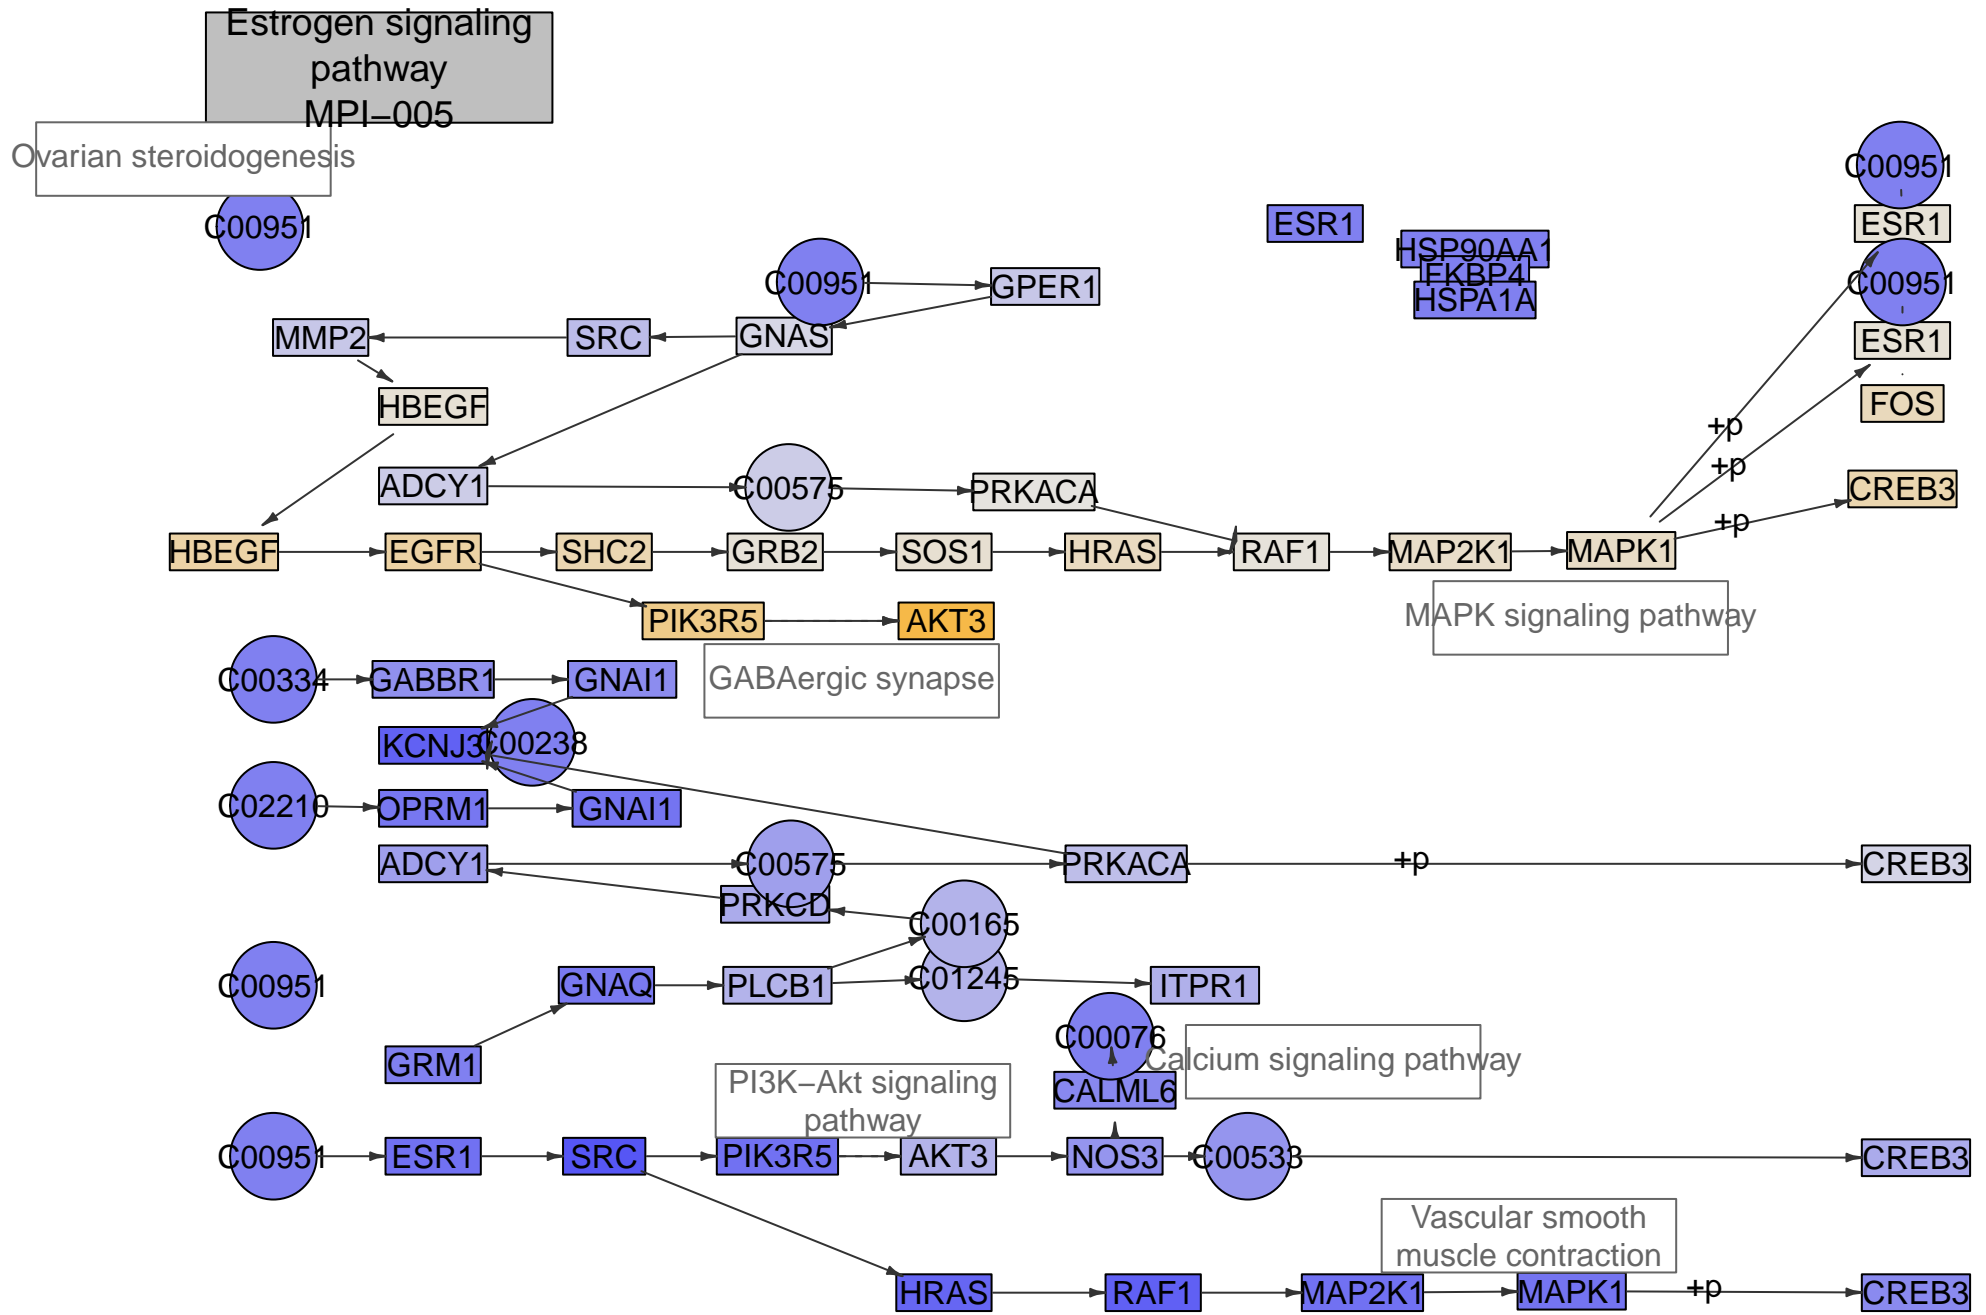 Estrogen signaling
pathway
MPI−005
Ovarian steroidogenesis
C00951
C00951
ESR1
ESR1
C00951
HSP90AA1
FKBP4
HSPA1A
C00951
GPER1
C00951
MMP2
SRC
GNAS
ESR1
HBEGF
FOS
+p
+p
ADCY1
C00575
PRKACA
CREB3
+p
HBEGF
EGFR
SHC2
GRB2
SOS1
HRAS
RAF1
MAP2K1
MAPK1
PIK3R5
AKT3
MAPK signaling pathway
C00334
GABBR1
GNAI1
GABAergic synapse
KCNJ3
C00238
C02210
OPRM1
GNAI1
ADCY1
C00575
PRKACA
+p
CREB3
PRKCD
C00165
C00951
GNAQ
PLCB1
C01245
ITPR1
C00076
Calcium signaling pathway
GRM1
PI3K−Akt signaling
pathway
CALML6
C00951
ESR1
SRC
PIK3R5
AKT3
NOS3
C00533
CREB3
Vascular smooth
muscle contraction
HRAS
RAF1
MAP2K1
MAPK1
+p
CREB3